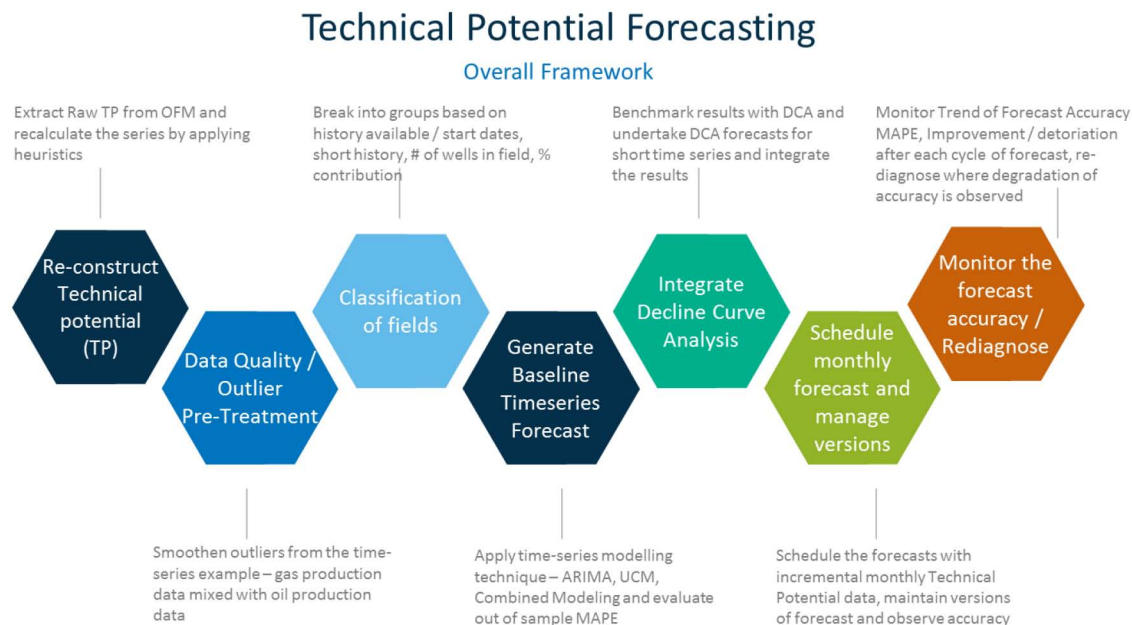 Technical Potential Forecasting
Overall Framework
Extract Raw TP from OFM and
recalculate the series by applying
heuristics
Break into groups based on
history available / start dates,
short history, # of wells in field, %
contribution
Benchmark results with DCA and
undertake DCA forecasts for
short time series and integrate
the results
Monitor Trend of Forecast Accuracy
MAPE, Improvement / detoriation
after each cycle of forecast, re-
diagnose where degradation of
accuracy is observed
Re-construct
Technical
potential
(TP)
Data Quality /
Outlier
Pre-Treatment
Classification
of fields
Generate
Baseline
Timeseries
Forecast
Integrate
Decline Curve
Analysis
Schedule
monthly
forecast and
manage
versions
Monitor the
forecast
accuracy /
Rediagnose
Smoothen outliers from the time-
series example – gas production
data mixed with oil production
data
Apply time-series modelling
technique – ARIMA, UCM,
Combined Modeling and evaluate
out of sample MAPE
Schedule the forecasts with
incremental monthly Technical
Potential data, maintain versions
of forecast and observe accuracy